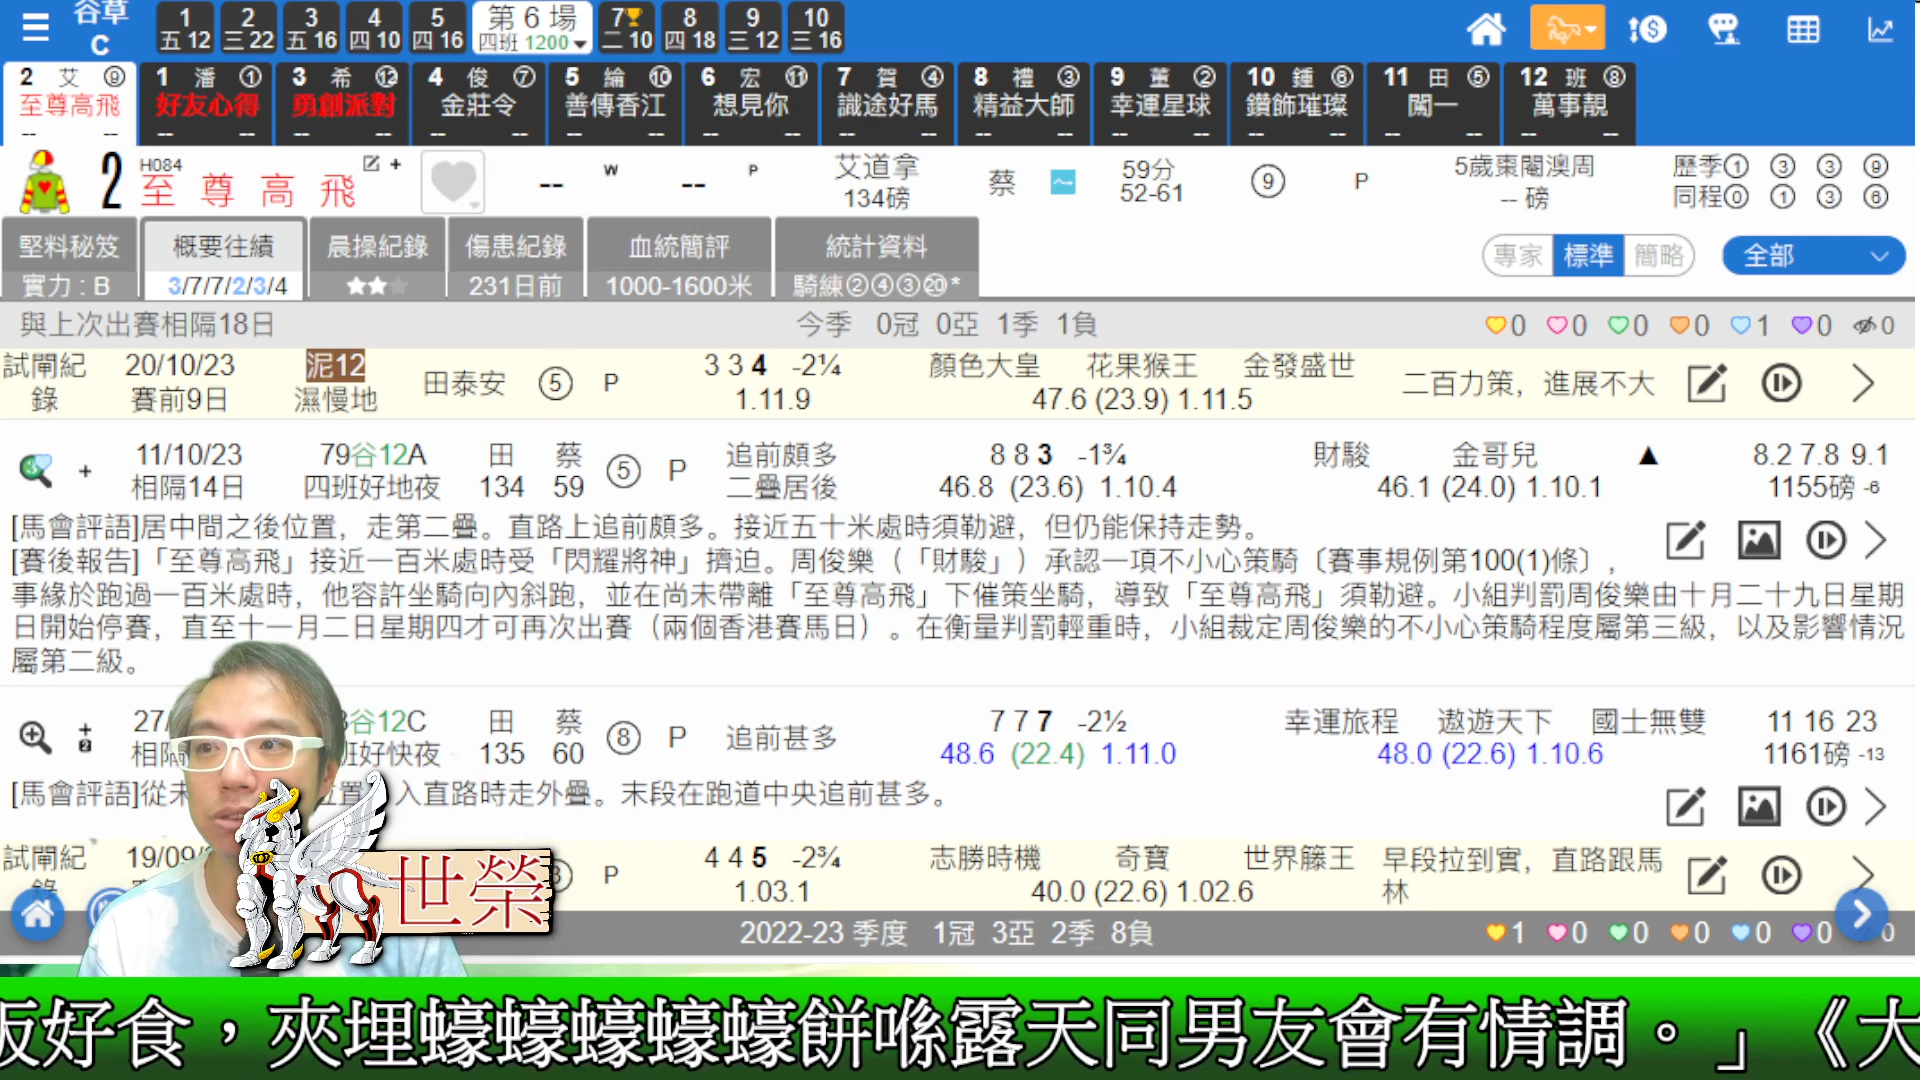 谷草
C
1
五 12
2
三 22
3
五 16
4
四 10
5
四 16
第 6 場
四班 1200
7
二 10
8
四 18
9
三 12
10
三 16
2 艾 ⑨
至尊高飛
-- --
1 潘 ①
好友心得
-- --
3 希 ⑫
勇創派對
-- --
4 俊 ⑦
金莊令
-- --
5 綸 ⑩
善傳香江
-- --
6 宏 ⑪
想見你
-- --
7 賀 ④
識途好馬
-- --
8 禮 ③
精益大師
-- --
9 董 ②
幸運星球
-- --
10 鍾 ⑥
鑽飾璀璨
-- --
11 田 ⑤
闖一
-- --
12 班 ⑧
萬事靚
-- --
2
H084
至尊高飛
+
-- W -- P
艾道拿
134磅
蔡
59分
52-61
⑨
P
5歲棗閹澳周
-- 磅
歷季① ③ ③ ⑨
同程⓪ ① ③ ⑥
堅料秘笈
實力 : B
概要往績
3/7/7/2/3/4
晨操紀錄
★★★
傷患紀錄
231日前
血統簡評
1000-1600米
統計資料
騎練②④③⑳*
專家 標準 簡略
全部
與上次出賽相隔18日 今季 0冠 0亞 1季 1負 0 0 0 0 1 0 0
試閘紀錄 20/10/23 泥12 田泰安 ⑤ P 3 3 4 -2¼ 顏色大皇 花果猴王 金發盛世 二百力策，進展不大
賽前9日 濕慢地 1.11.9 47.6 (23.9) 1.11.5
+ 11/10/23 79谷12A 田 蔡 ⑤ P 追前頗多 8 8 3 -1¾ 財駿 金哥兒 ▲ 8.2 7.8 9.1
相隔14日 四班好地夜 134 59 二疊居後 46.8 (23.6) 1.10.4 46.1 (24.0) 1.10.1 1155磅 -6
[馬會評語]居中間之後位置，走第二疊。直路上追前頗多。接近五十米處時須勒避，但仍能保持走勢。
[賽後報告]「至尊高飛」接近一百米處時受「閃耀將神」擠迫。周俊樂（「財駿」）承認一項不小心策騎〔賽事規例第100(1)條〕，
事緣於跑過一百米處時，他容許坐騎向內斜跑，並在尚未帶離「至尊高飛」下催策坐騎，導致「至尊高飛」須勒避。小組判罰周俊樂由十月二十九日星期
日開始停賽，直至十一月二日星期四才可再次出賽（兩個香港賽馬日）。在衡量判罰輕重時，小組裁定周俊樂的不小心策騎程度屬第三級，以及影響情況
屬第二級。
+ 2 27/ 谷12C 田 蔡 ⑧ P 追前甚多 7 7 7 -2½ 幸運旅程 遨遊天下 國士無雙 11 16 23
相隔 班好快夜 135 60 48.6 (22.4) 1.11.0 48.0 (22.6) 1.10.6 1161磅 -13
[馬會評語]從未 位置 入直路時走外疊。末段在跑道中央追前甚多。
試閘紀錄 19/09/ P 4 4 5 -2¾ 志勝時機 奇寶 世界籐王 早段拉到實，直路跟馬
林
1.03.1 40.0 (22.6) 1.02.6
世榮
2022-23 季度 1冠 3亞 2季 8負 1 0 0 0 0 0 0
好食，夾埋蠔蠔蠔蠔蠔餅喺露天同男友會有情調。」《大